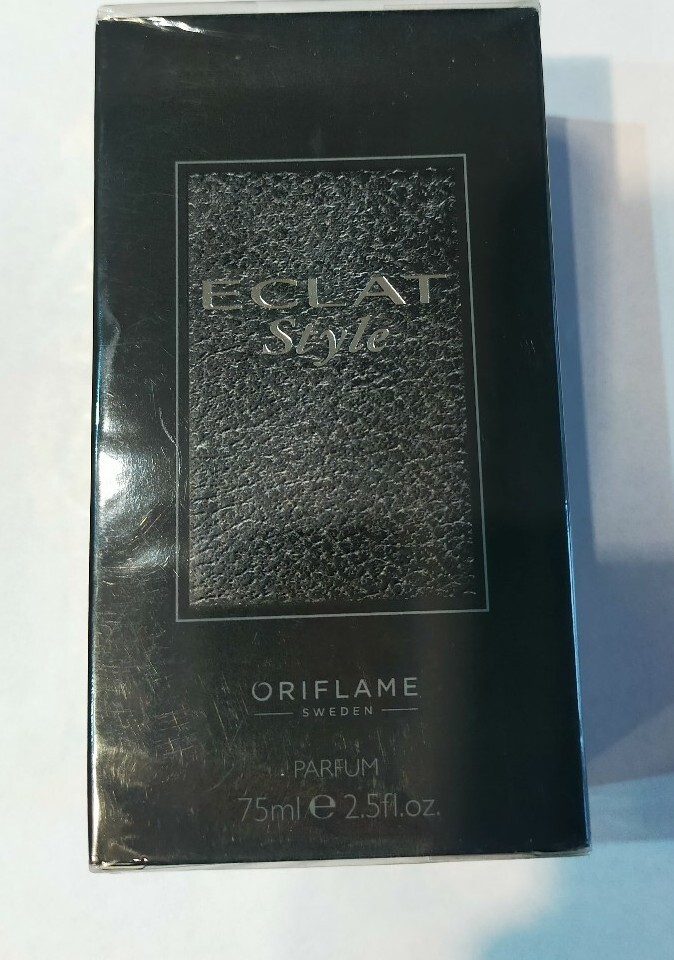 ECLAT
Style
ORIFLAME
SWEDEN
PARFUM
75ml ℮ 2.5fl.oz.